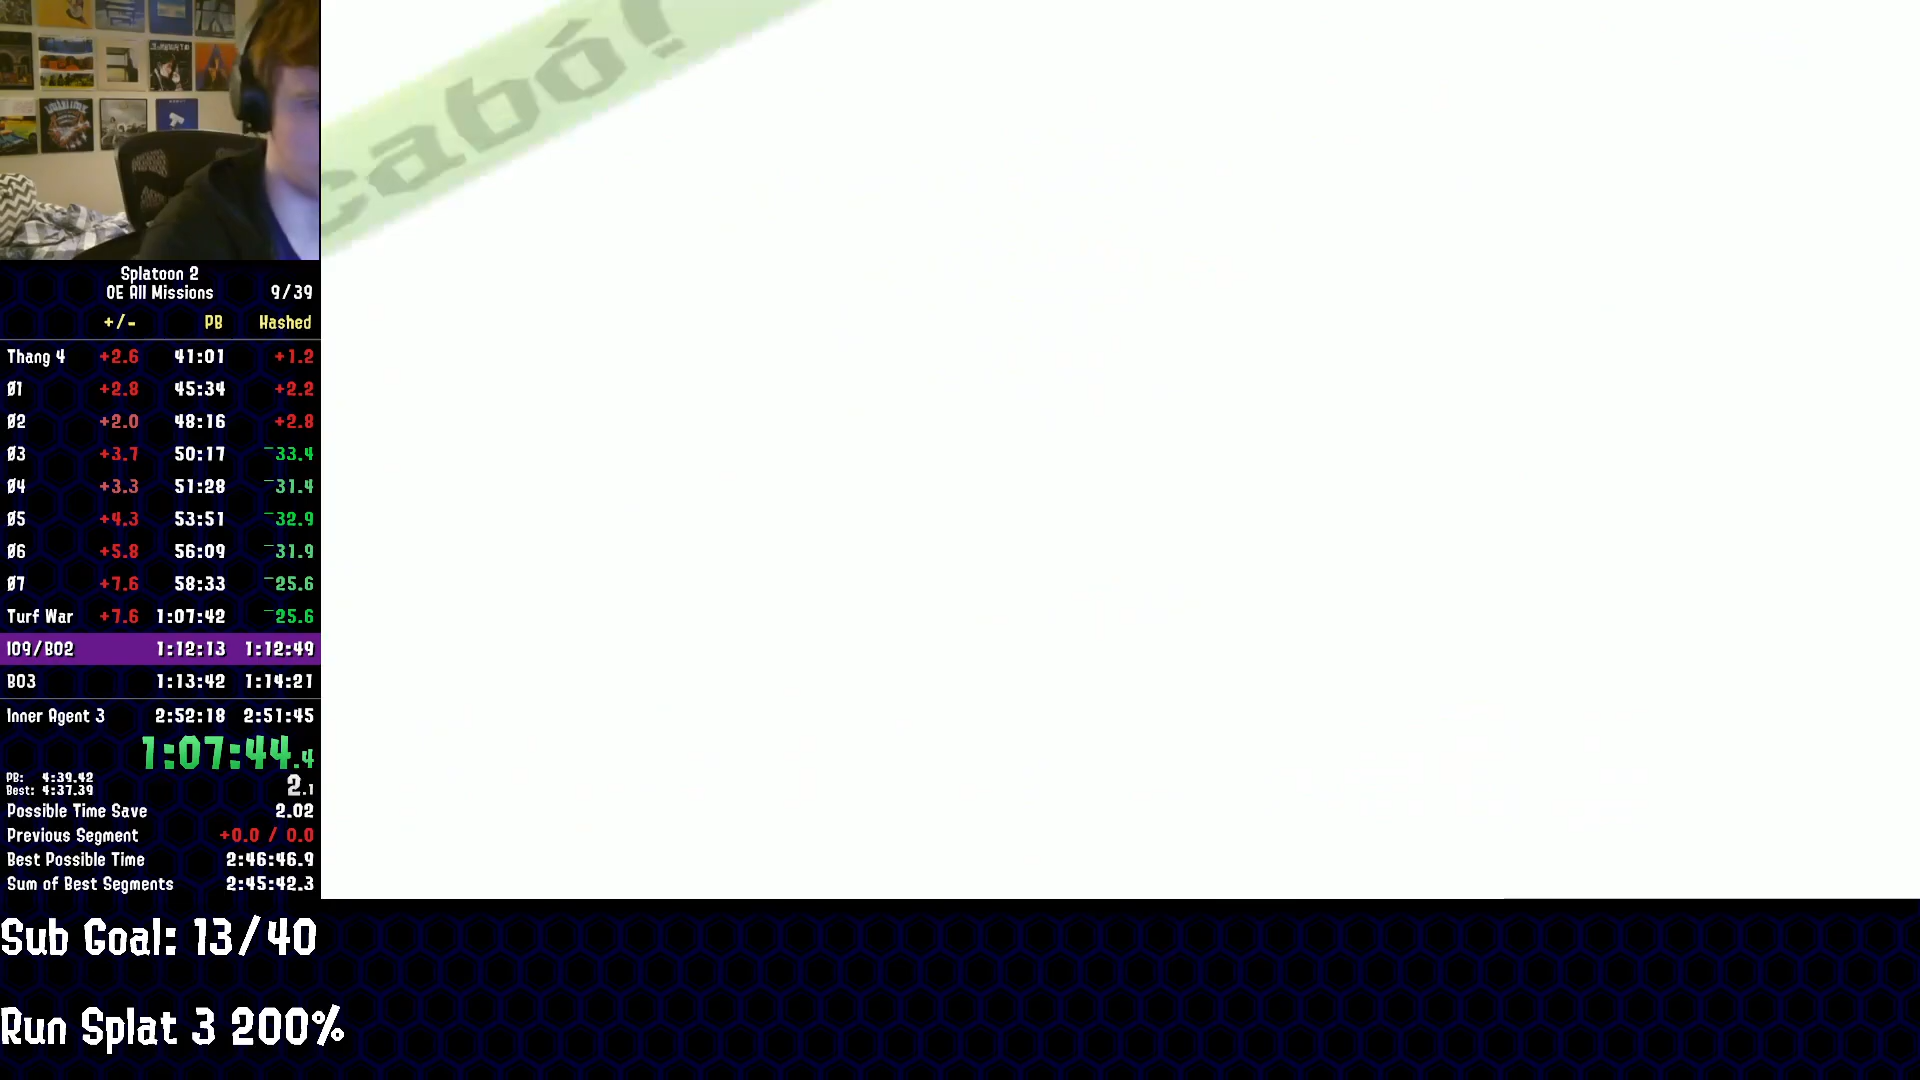 cabó!
Splatoon 2
OE All Missions 9/39
+/- PB Hashed
Thang 4 +2.6 41:01 +1.2
Ø1 +2.8 45:34 +2.2
Ø2 +2.0 48:16 +2.8
Ø3 +3.7 50:17 -33.4
Ø4 +3.3 51:28 -31.4
Ø5 +4.3 53:51 -32.9
Ø6 +5.8 56:09 -31.9
Ø7 +7.6 58:33 -25.6
Turf War +7.6 1:07:42 -25.6
I09/B02 1:12:13 1:12:49
B03 1:13:42 1:14:21
Inner Agent 3 2:52:18 2:51:45
1:07:44.4
PB: 4:39.42
Best: 4:37.39 2.1
Possible Time Save 2.02
Previous Segment +0.0 / 0.0
Best Possible Time 2:46:46.9
Sum of Best Segments 2:45:42.3
Sub Goal: 13/40
Run Splat 3 200%